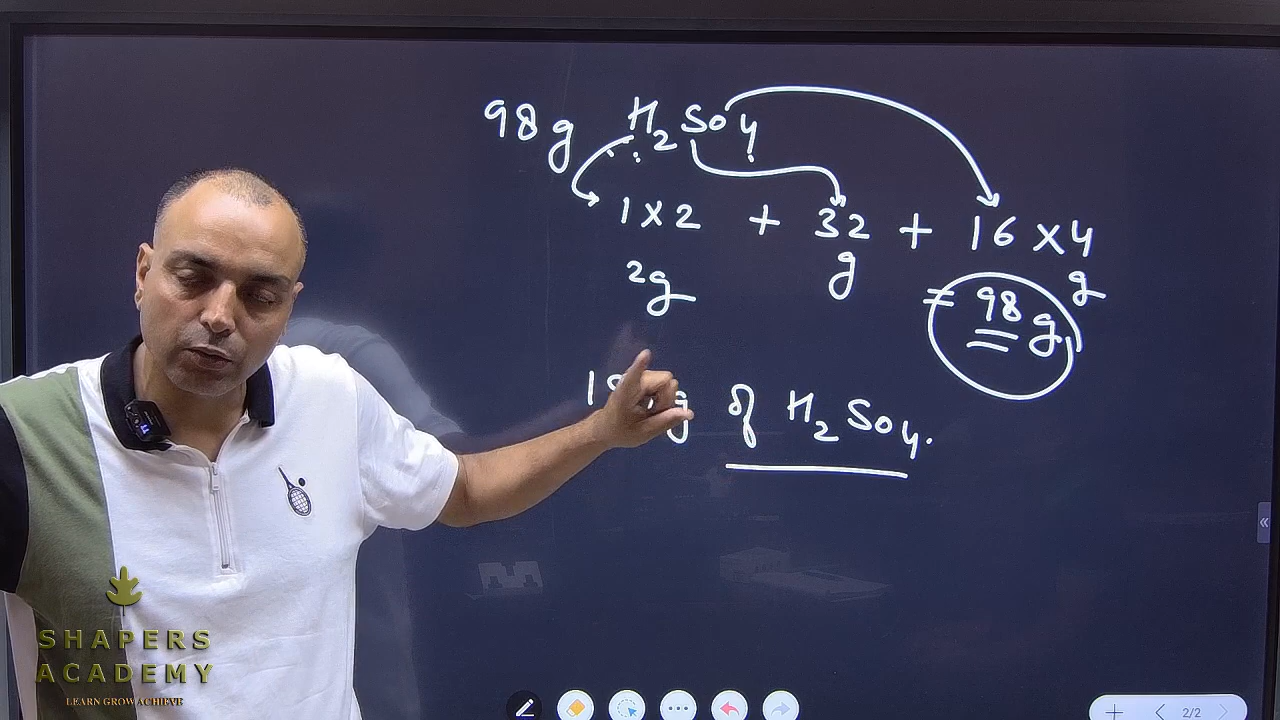 98 g H2SO4
1 x 2 + 32 g + 16 x 4 g
2g
= 98 g
g of H2SO4.
SHAPERS
ACADEMY
LEARN GROW ACHIEVE
2/2